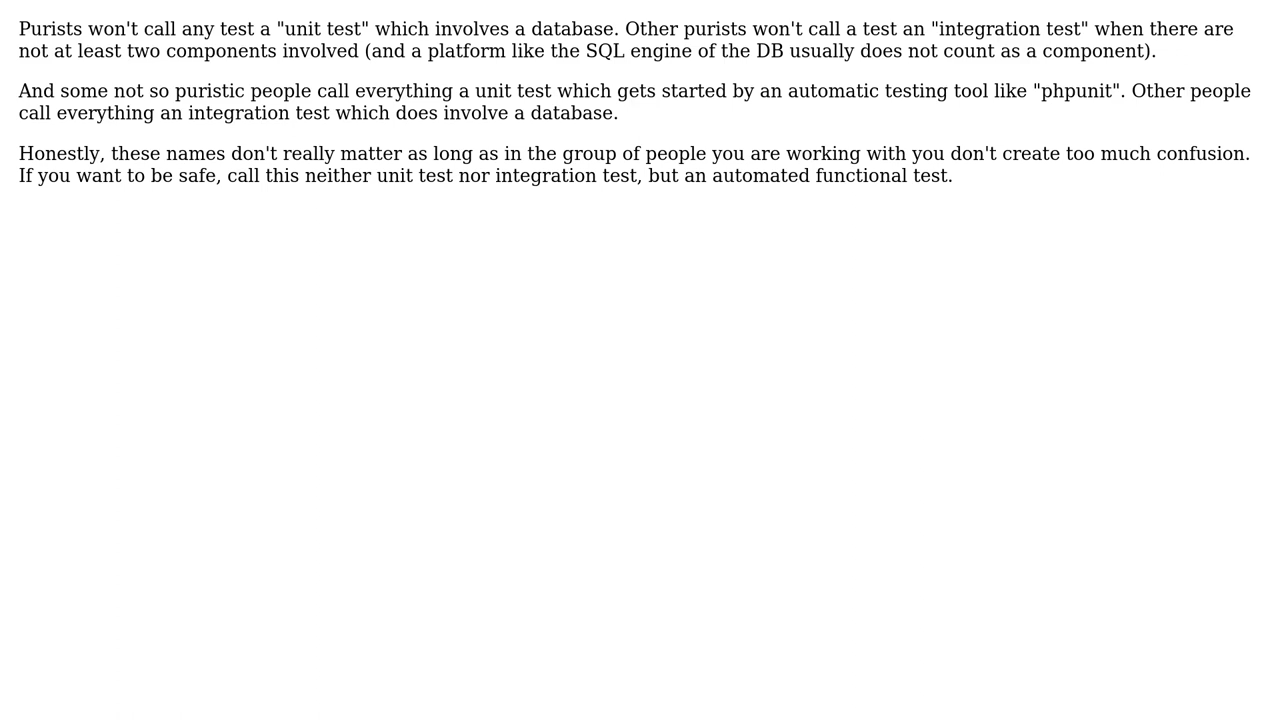 Purists won't call any test a "unit test" which involves a database. Other purists won't call a test an "integration test" when there are
not at least two components involved (and a platform like the SQL engine of the DB usually does not count as a component).
And some not so puristic people call everything a unit test which gets started by an automatic testing tool like "phpunit". Other people
call everything an integration test which does involve a database.
Honestly, these names don't really matter as long as in the group of people you are working with you don't create too much confusion.
If you want to be safe, call this neither unit test nor integration test, but an automated functional test.